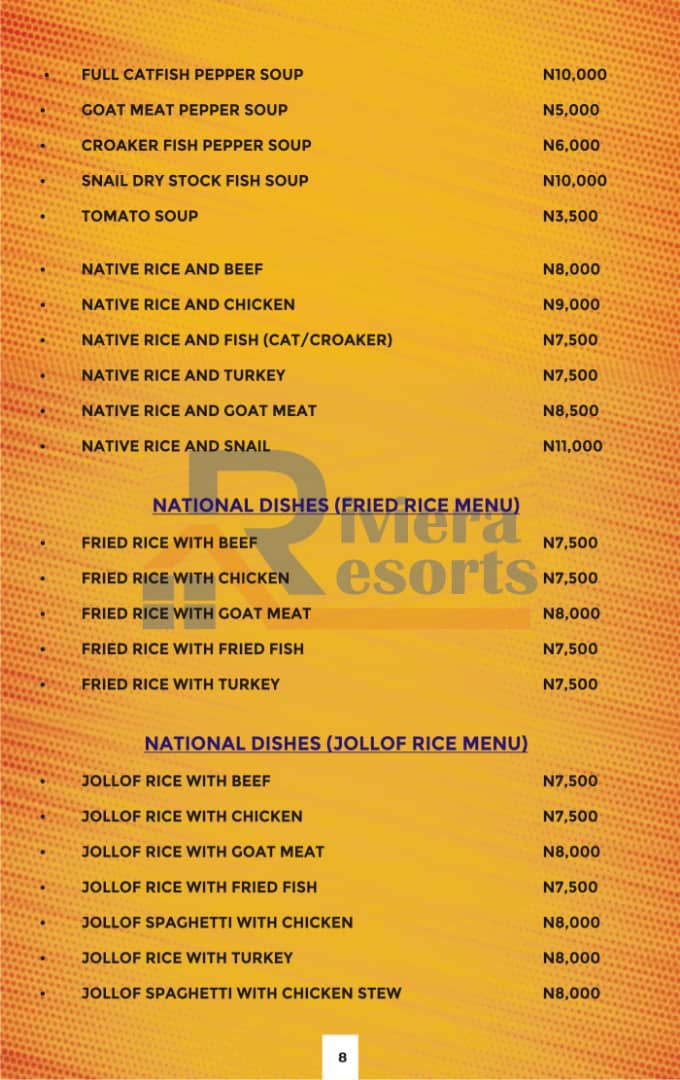 • FULL CATFISH PEPPER SOUP N10,000
• GOAT MEAT PEPPER SOUP N5,000
• CROAKER FISH PEPPER SOUP N6,000
• SNAIL DRY STOCK FISH SOUP N10,000
• TOMATO SOUP N3,500
• NATIVE RICE AND BEEF N8,000
• NATIVE RICE AND CHICKEN N9,000
• NATIVE RICE AND FISH (CAT/CROAKER) N7,500
• NATIVE RICE AND TURKEY N7,500
• NATIVE RICE AND GOAT MEAT N8,500
• NATIVE RICE AND SNAIL N11,000
NATIONAL DISHES (FRIED RICE MENU)
Riviera
Resorts
• FRIED RICE WITH BEEF N7,500
• FRIED RICE WITH CHICKEN N7,500
• FRIED RICE WITH GOAT MEAT N8,000
• FRIED RICE WITH FRIED FISH N7,500
• FRIED RICE WITH TURKEY N7,500
NATIONAL DISHES (JOLLOF RICE MENU)
• JOLLOF RICE WITH BEEF N7,500
• JOLLOF RICE WITH CHICKEN N7,500
• JOLLOF RICE WITH GOAT MEAT N8,000
• JOLLOF RICE WITH FRIED FISH N7,500
• JOLLOF SPAGHETTI WITH CHICKEN N8,000
• JOLLOF RICE WITH TURKEY N8,000
• JOLLOF SPAGHETTI WITH CHICKEN STEW N8,000
8